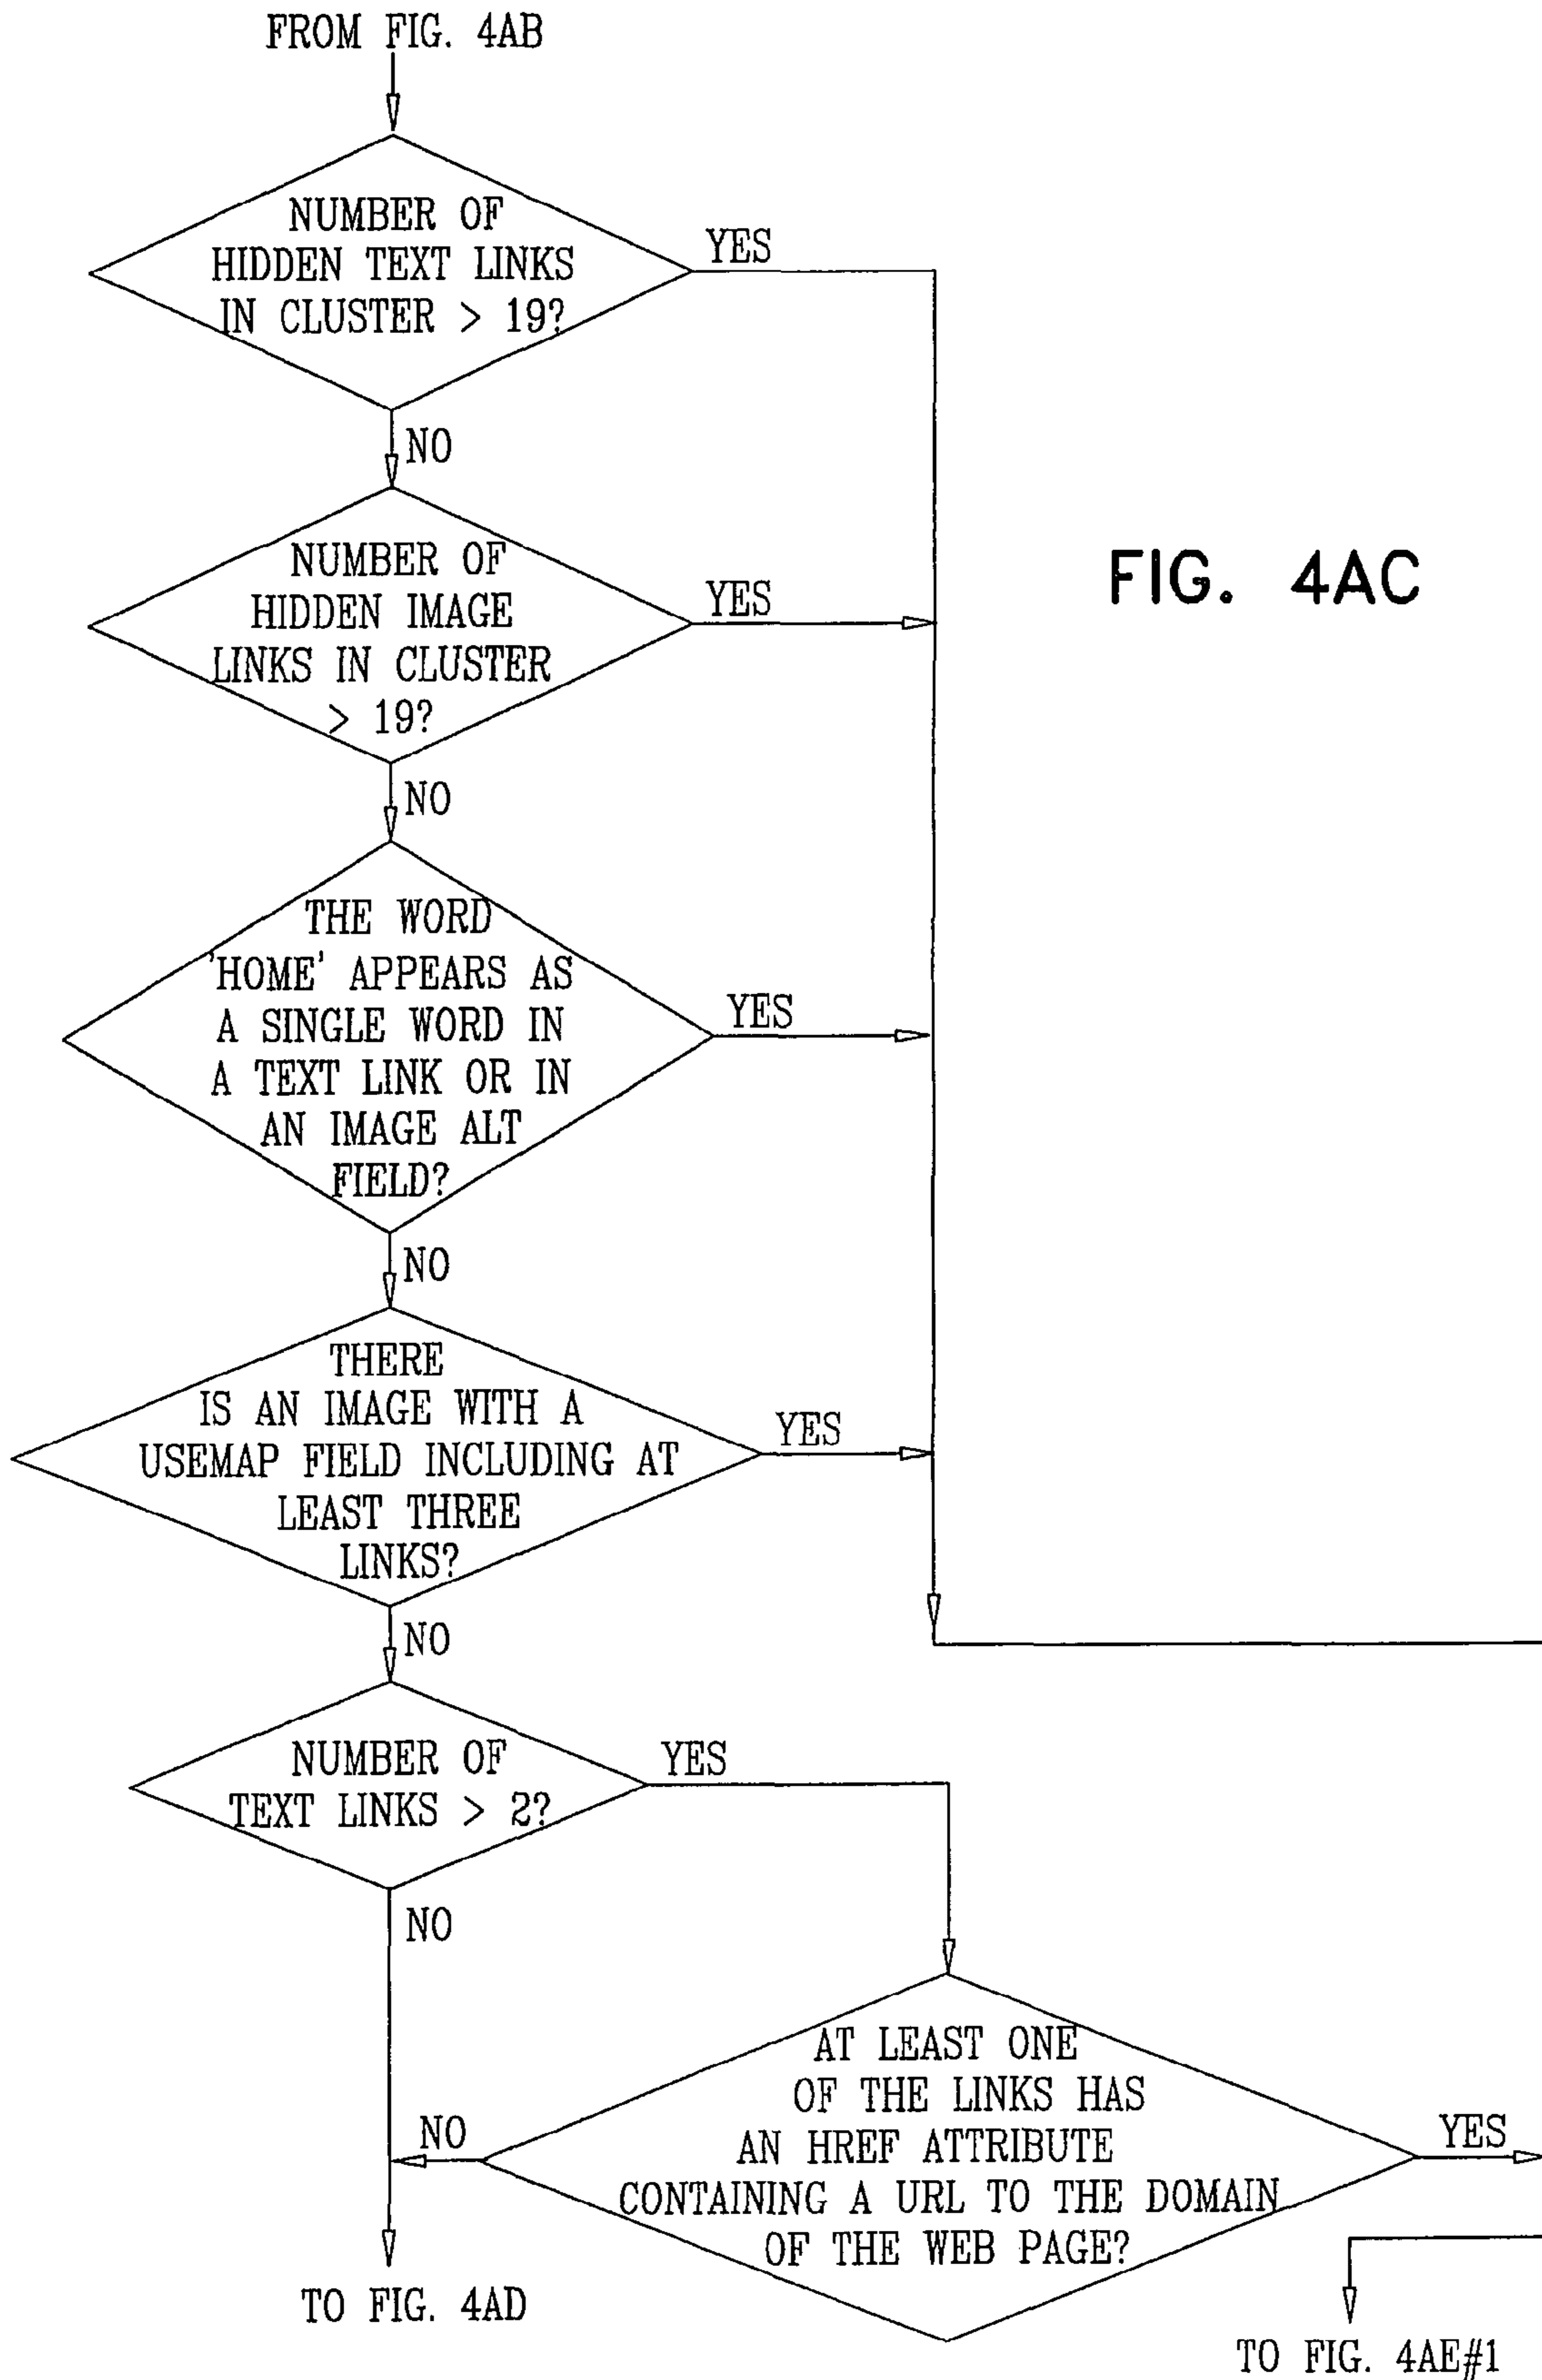 FROM FIG. 4AB
NUMBER OF
HIDDEN TEXT LINKS
IN CLUSTER > 19?
YES
NO
NUMBER OF
HIDDEN IMAGE
LINKS IN CLUSTER
> 19?
YES
FIG. 4AC
NO
THE WORD
'HOME' APPEARS AS
A SINGLE WORD IN
A TEXT LINK OR IN
AN IMAGE ALT
FIELD?
YES
NO
THERE
IS AN IMAGE WITH A
USEMAP FIELD INCLUDING AT
LEAST THREE
LINKS?
YES
NO
NUMBER OF
TEXT LINKS > 2?
YES
NO
AT LEAST ONE
OF THE LINKS HAS
AN HREF ATTRIBUTE
CONTAINING A URL TO THE DOMAIN
OF THE WEB PAGE?
NO
YES
TO FIG. 4AD
TO FIG. 4AE#1